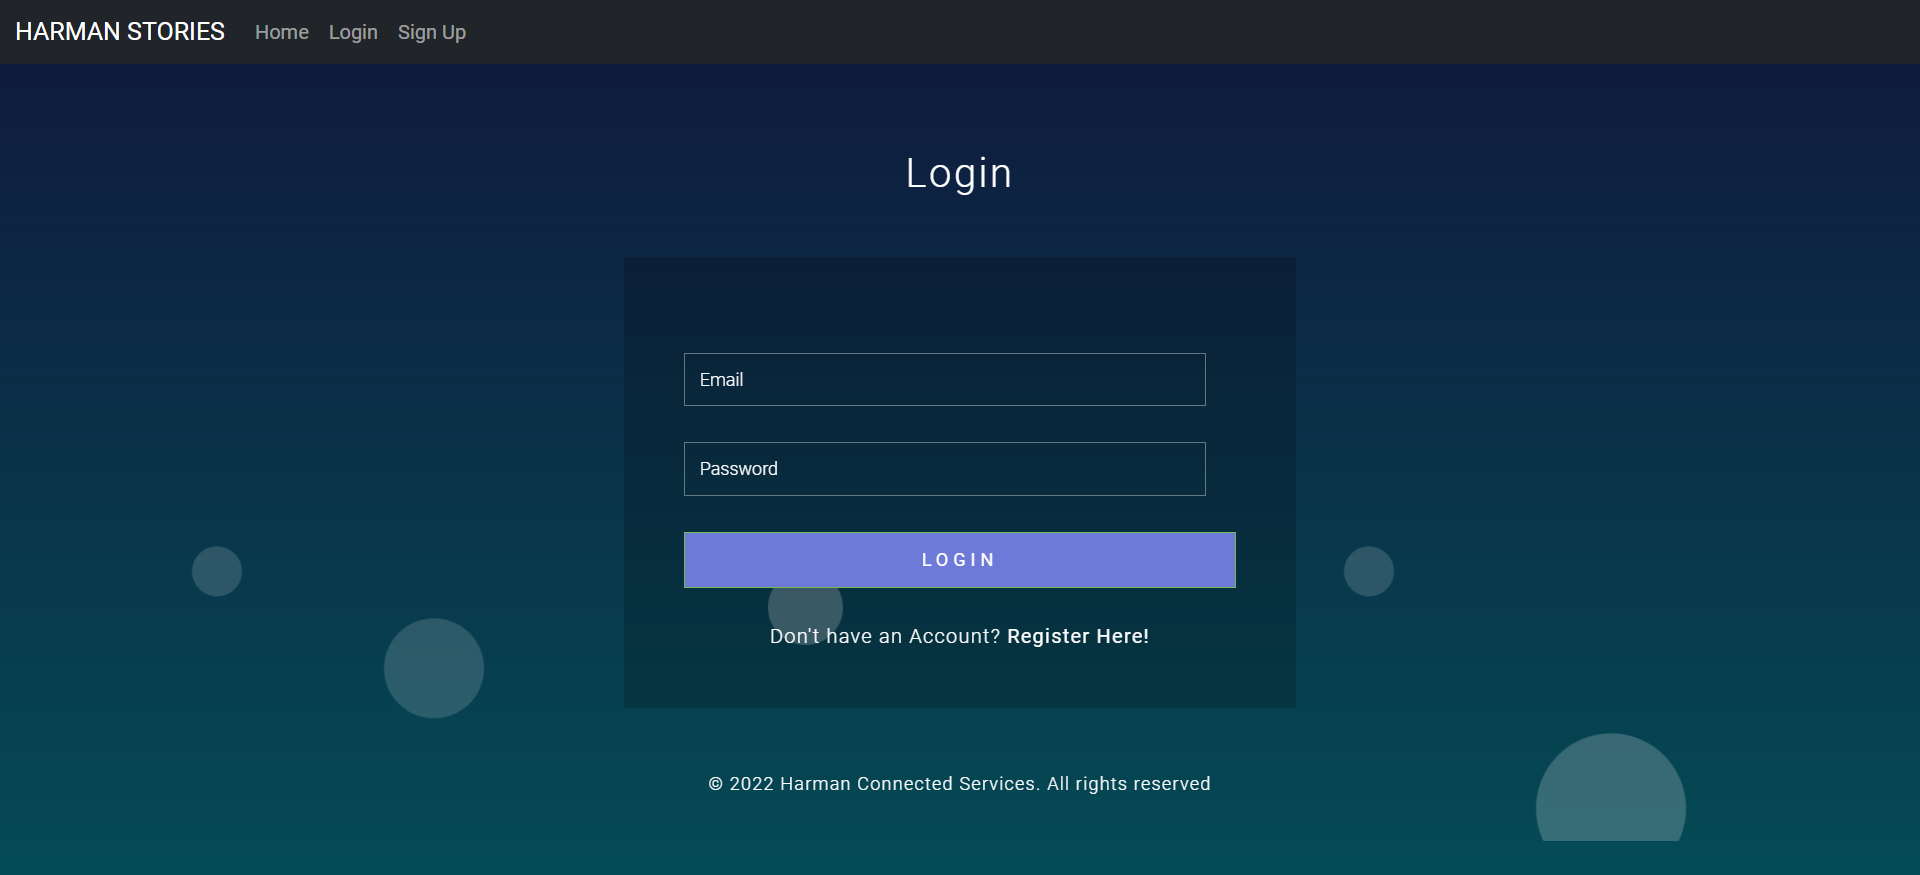 HARMAN STORIES Home Login Sign Up
Login
Email
Password
LOGIN
Don't have an Account? Register Here!
© 2022 Harman Connected Services. All rights reserved